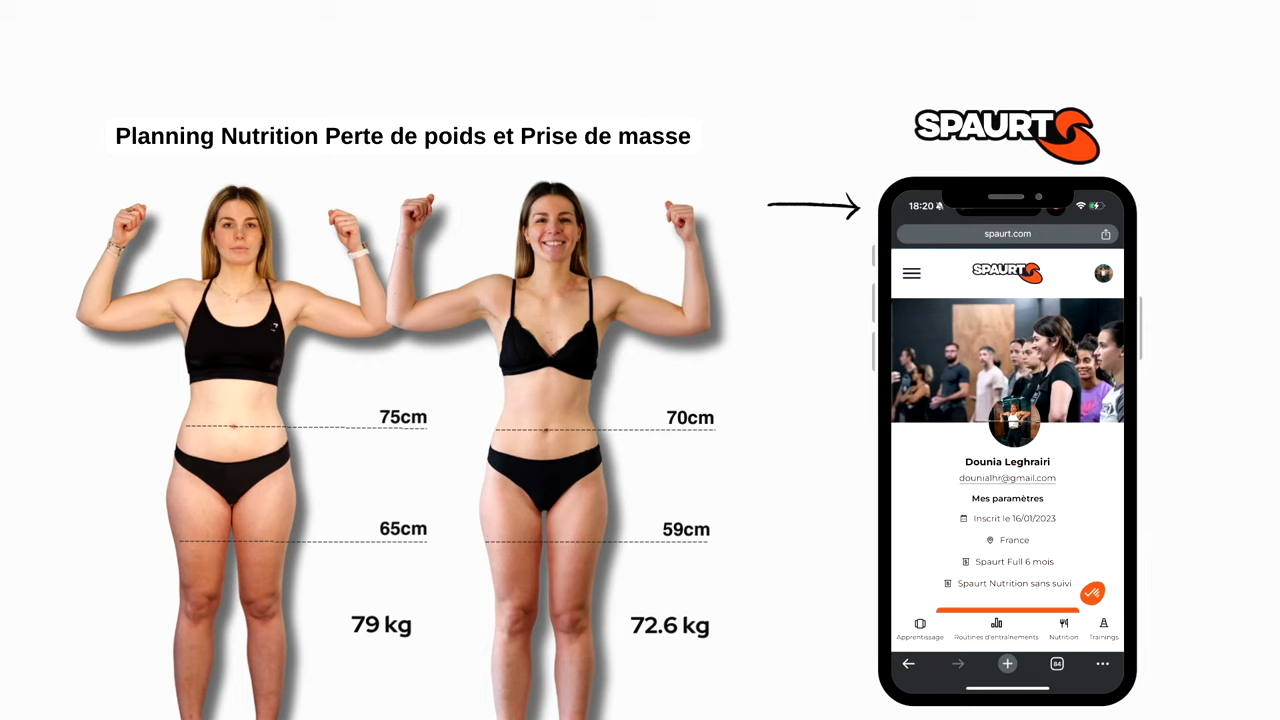 Planning Nutrition Perte de poids et Prise de masse
75cm
70cm
65cm
59cm
79 kg
72.6 kg
SPAURT
18:20
spaurt.com
SPAURT
Dounia Leghrairi
dounialhr@gmail.com
Mes paramètres
Inscrit le 16/01/2023
France
Spaurt Full 6 mois
Spaurt Nutrition sans suivi
Apprentissage Routines d'entraînements Nutrition Trainings
84